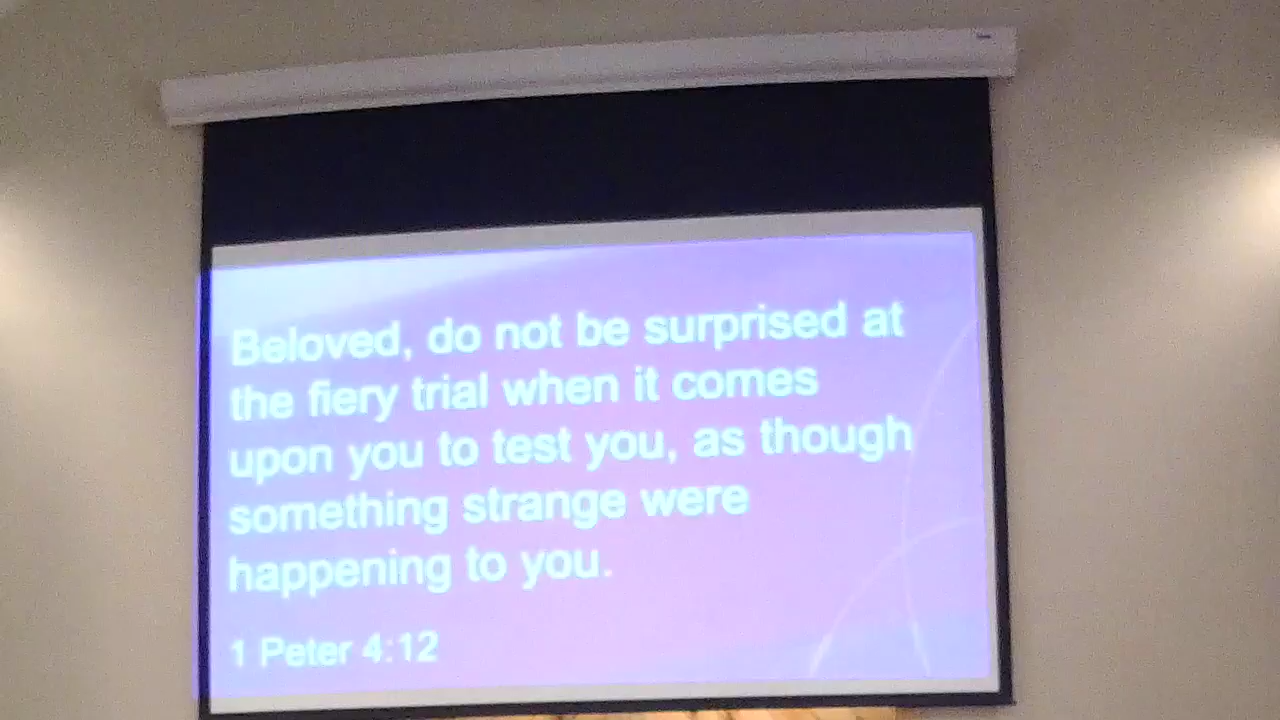 Beloved, do not be surprised at
the fiery trial when it comes
upon you to test you, as though
something strange were
happening to you.
1 Peter 4:12